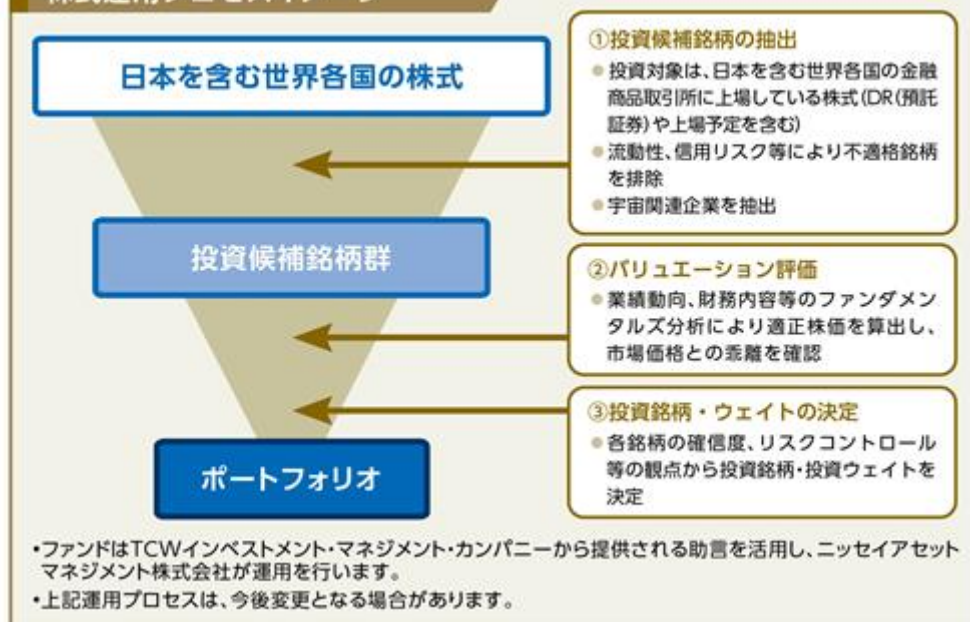 日本を含む世界各国の株式
①投資候補銘柄の抽出
●投資対象は、日本を含む世界各国の金融
商品取引所に上場している株式(DR(預託
証券)や上場予定を含む)
●流動性、信用リスク等により不適格銘柄
を排除
●宇宙関連企業を抽出
投資候補銘柄群
②バリュエーション評価
●業績動向、財務内容等のファンダメン
タルズ分析により適正株価を算出し、
市場価格との乖離を確認
③投資銘柄・ウェイトの決定
●各銘柄の確信度、リスクコントロール
等の観点から投資銘柄・投資ウェイトを
決定
ポートフォリオ
・ファンドはTCWインベストメント・マネジメント・カンパニーから提供される助言を活用し、ニッセイアセット
マネジメント株式会社が運用を行います。
・上記運用プロセスは、今後変更となる場合があります。